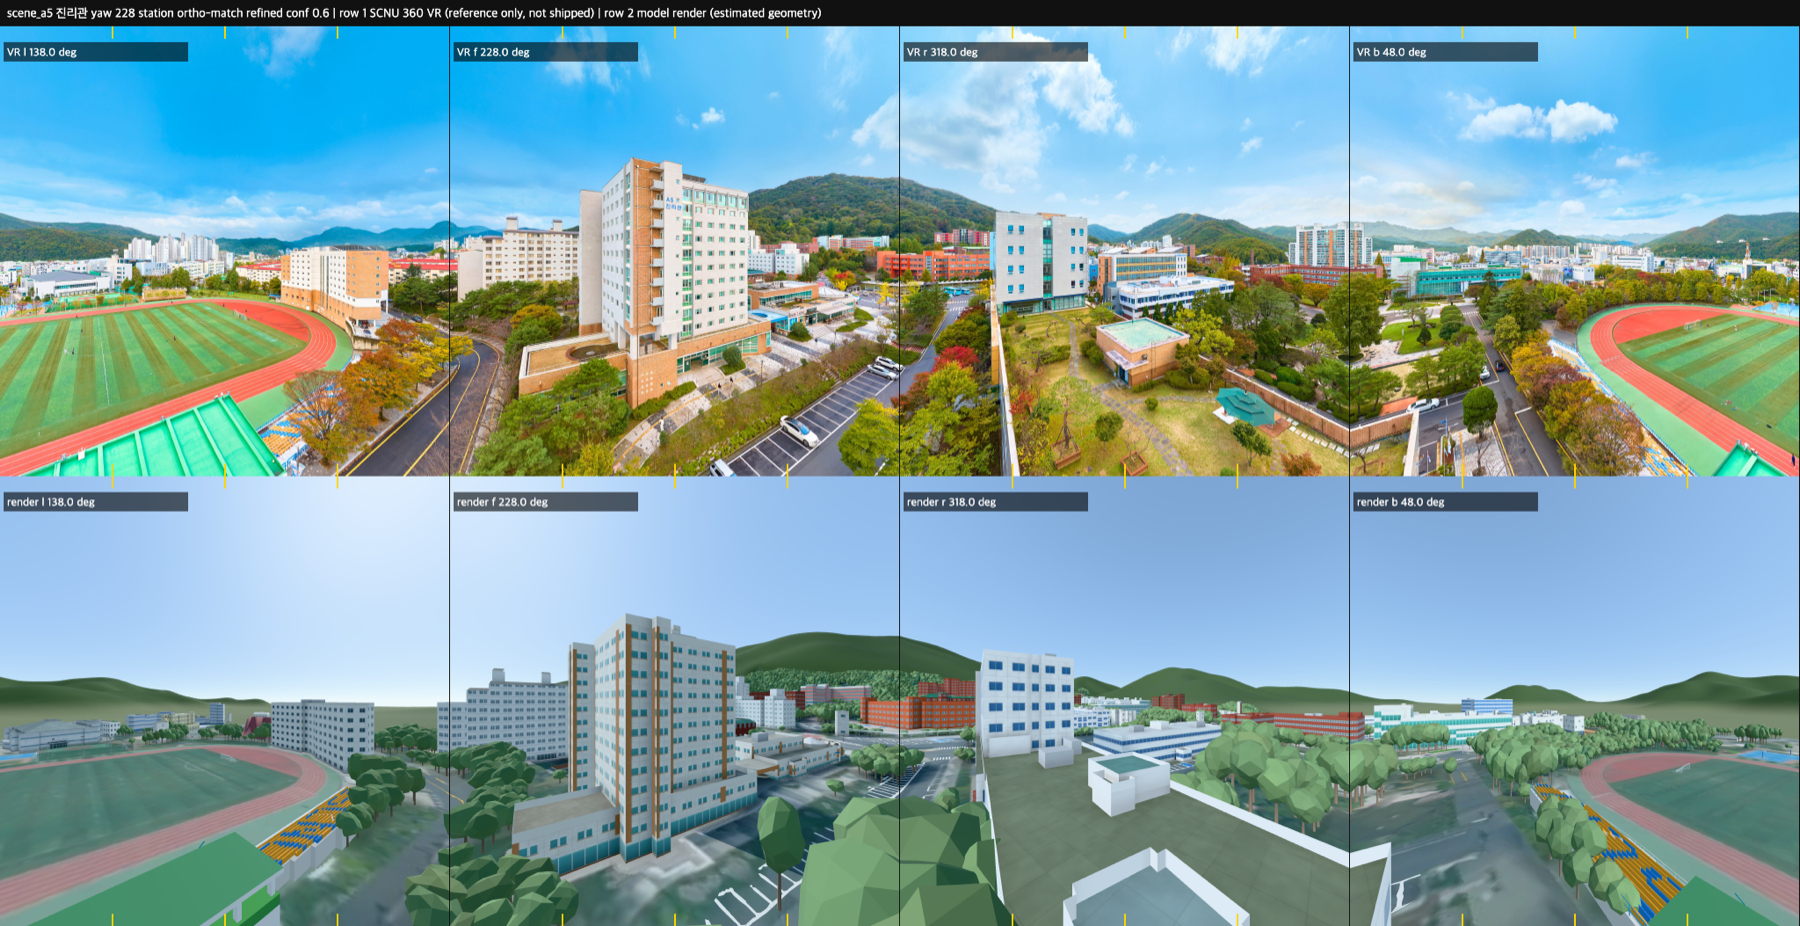 scene_a5 진리관 yaw 228 station ortho-match refined conf 0.6 | row 1 SCNU 360 VR (reference only, not shipped) | row 2 model render (estimated geometry)
VR l 138.0 deg
VR f 228.0 deg
VR r 318.0 deg
VR b 48.0 deg
진리관
render l 138.0 deg
render f 228.0 deg
render r 318.0 deg
render b 48.0 deg